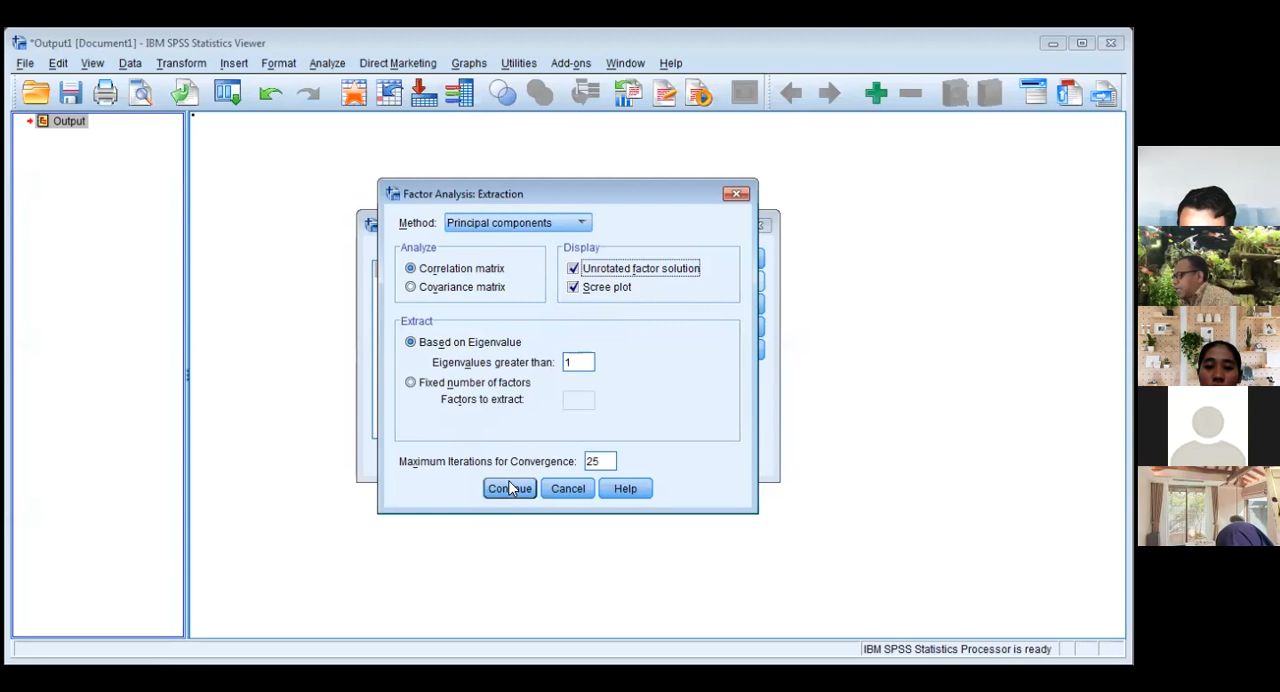 *Output1 [Document1] - IBM SPSS Statistics Viewer
File Edit View Data Transform Insert Format Analyze Direct Marketing Graphs Utilities Add-ons Window Help
Output
Factor Analysis: Extraction
Method: Principal components
Analyze
Correlation matrix
Covariance matrix
Display
Unrotated factor solution
Scree plot
Extract
Based on Eigenvalue
Eigenvalues greater than: 1
Fixed number of factors
Factors to extract:
Maximum Iterations for Convergence: 25
Continue Cancel Help
IBM SPSS Statistics Processor is ready